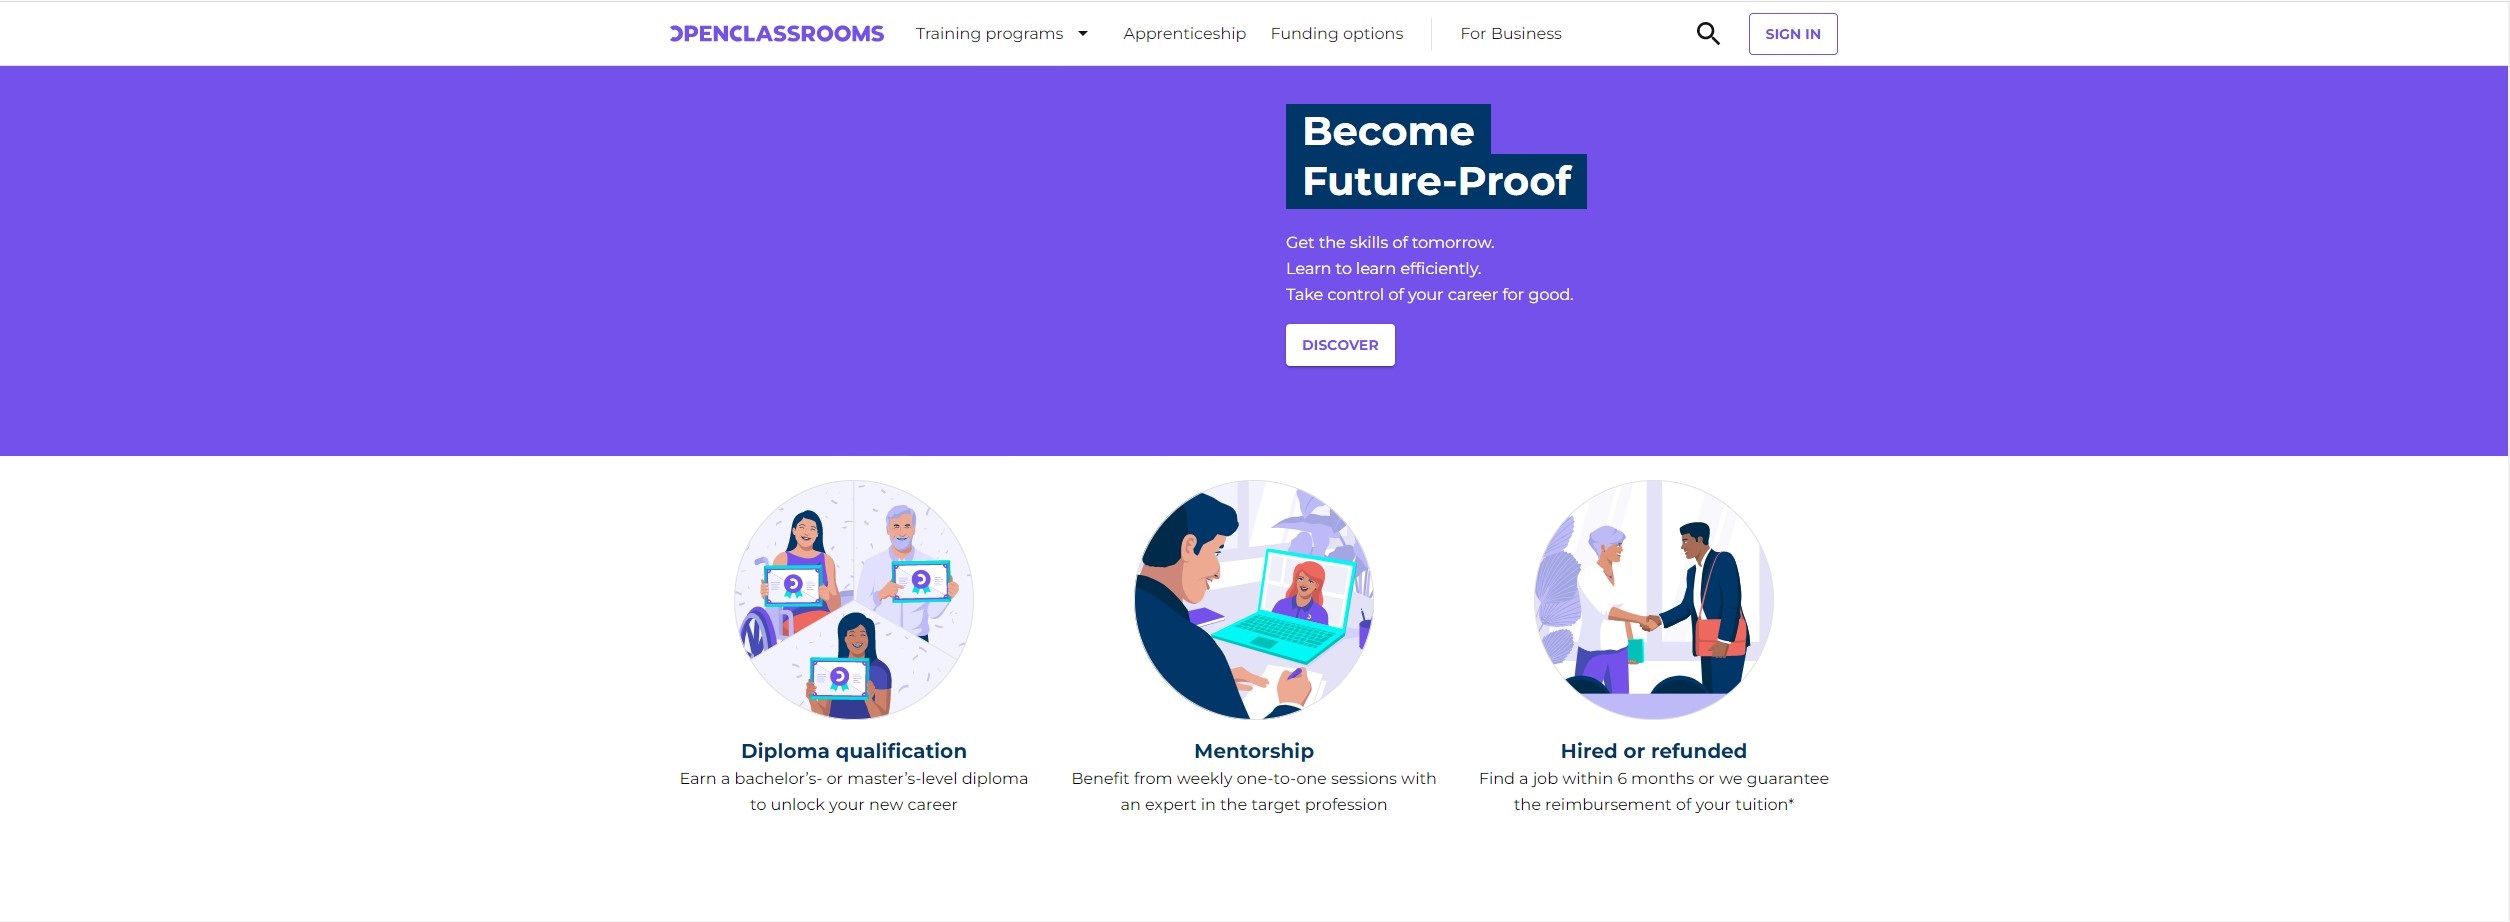 OPENCLASSROOMS
Training programs
Apprenticeship
Funding options
For Business
SIGN IN
Become
Future-Proof
Get the skills of tomorrow.
Learn to learn efficiently.
Take control of your career for good.
DISCOVER
Diploma qualification
Earn a bachelor’s- or master’s-level diploma
to unlock your new career
Mentorship
Benefit from weekly one-to-one sessions with
an expert in the target profession
Hired or refunded
Find a job within 6 months or we guarantee
the reimbursement of your tuition*